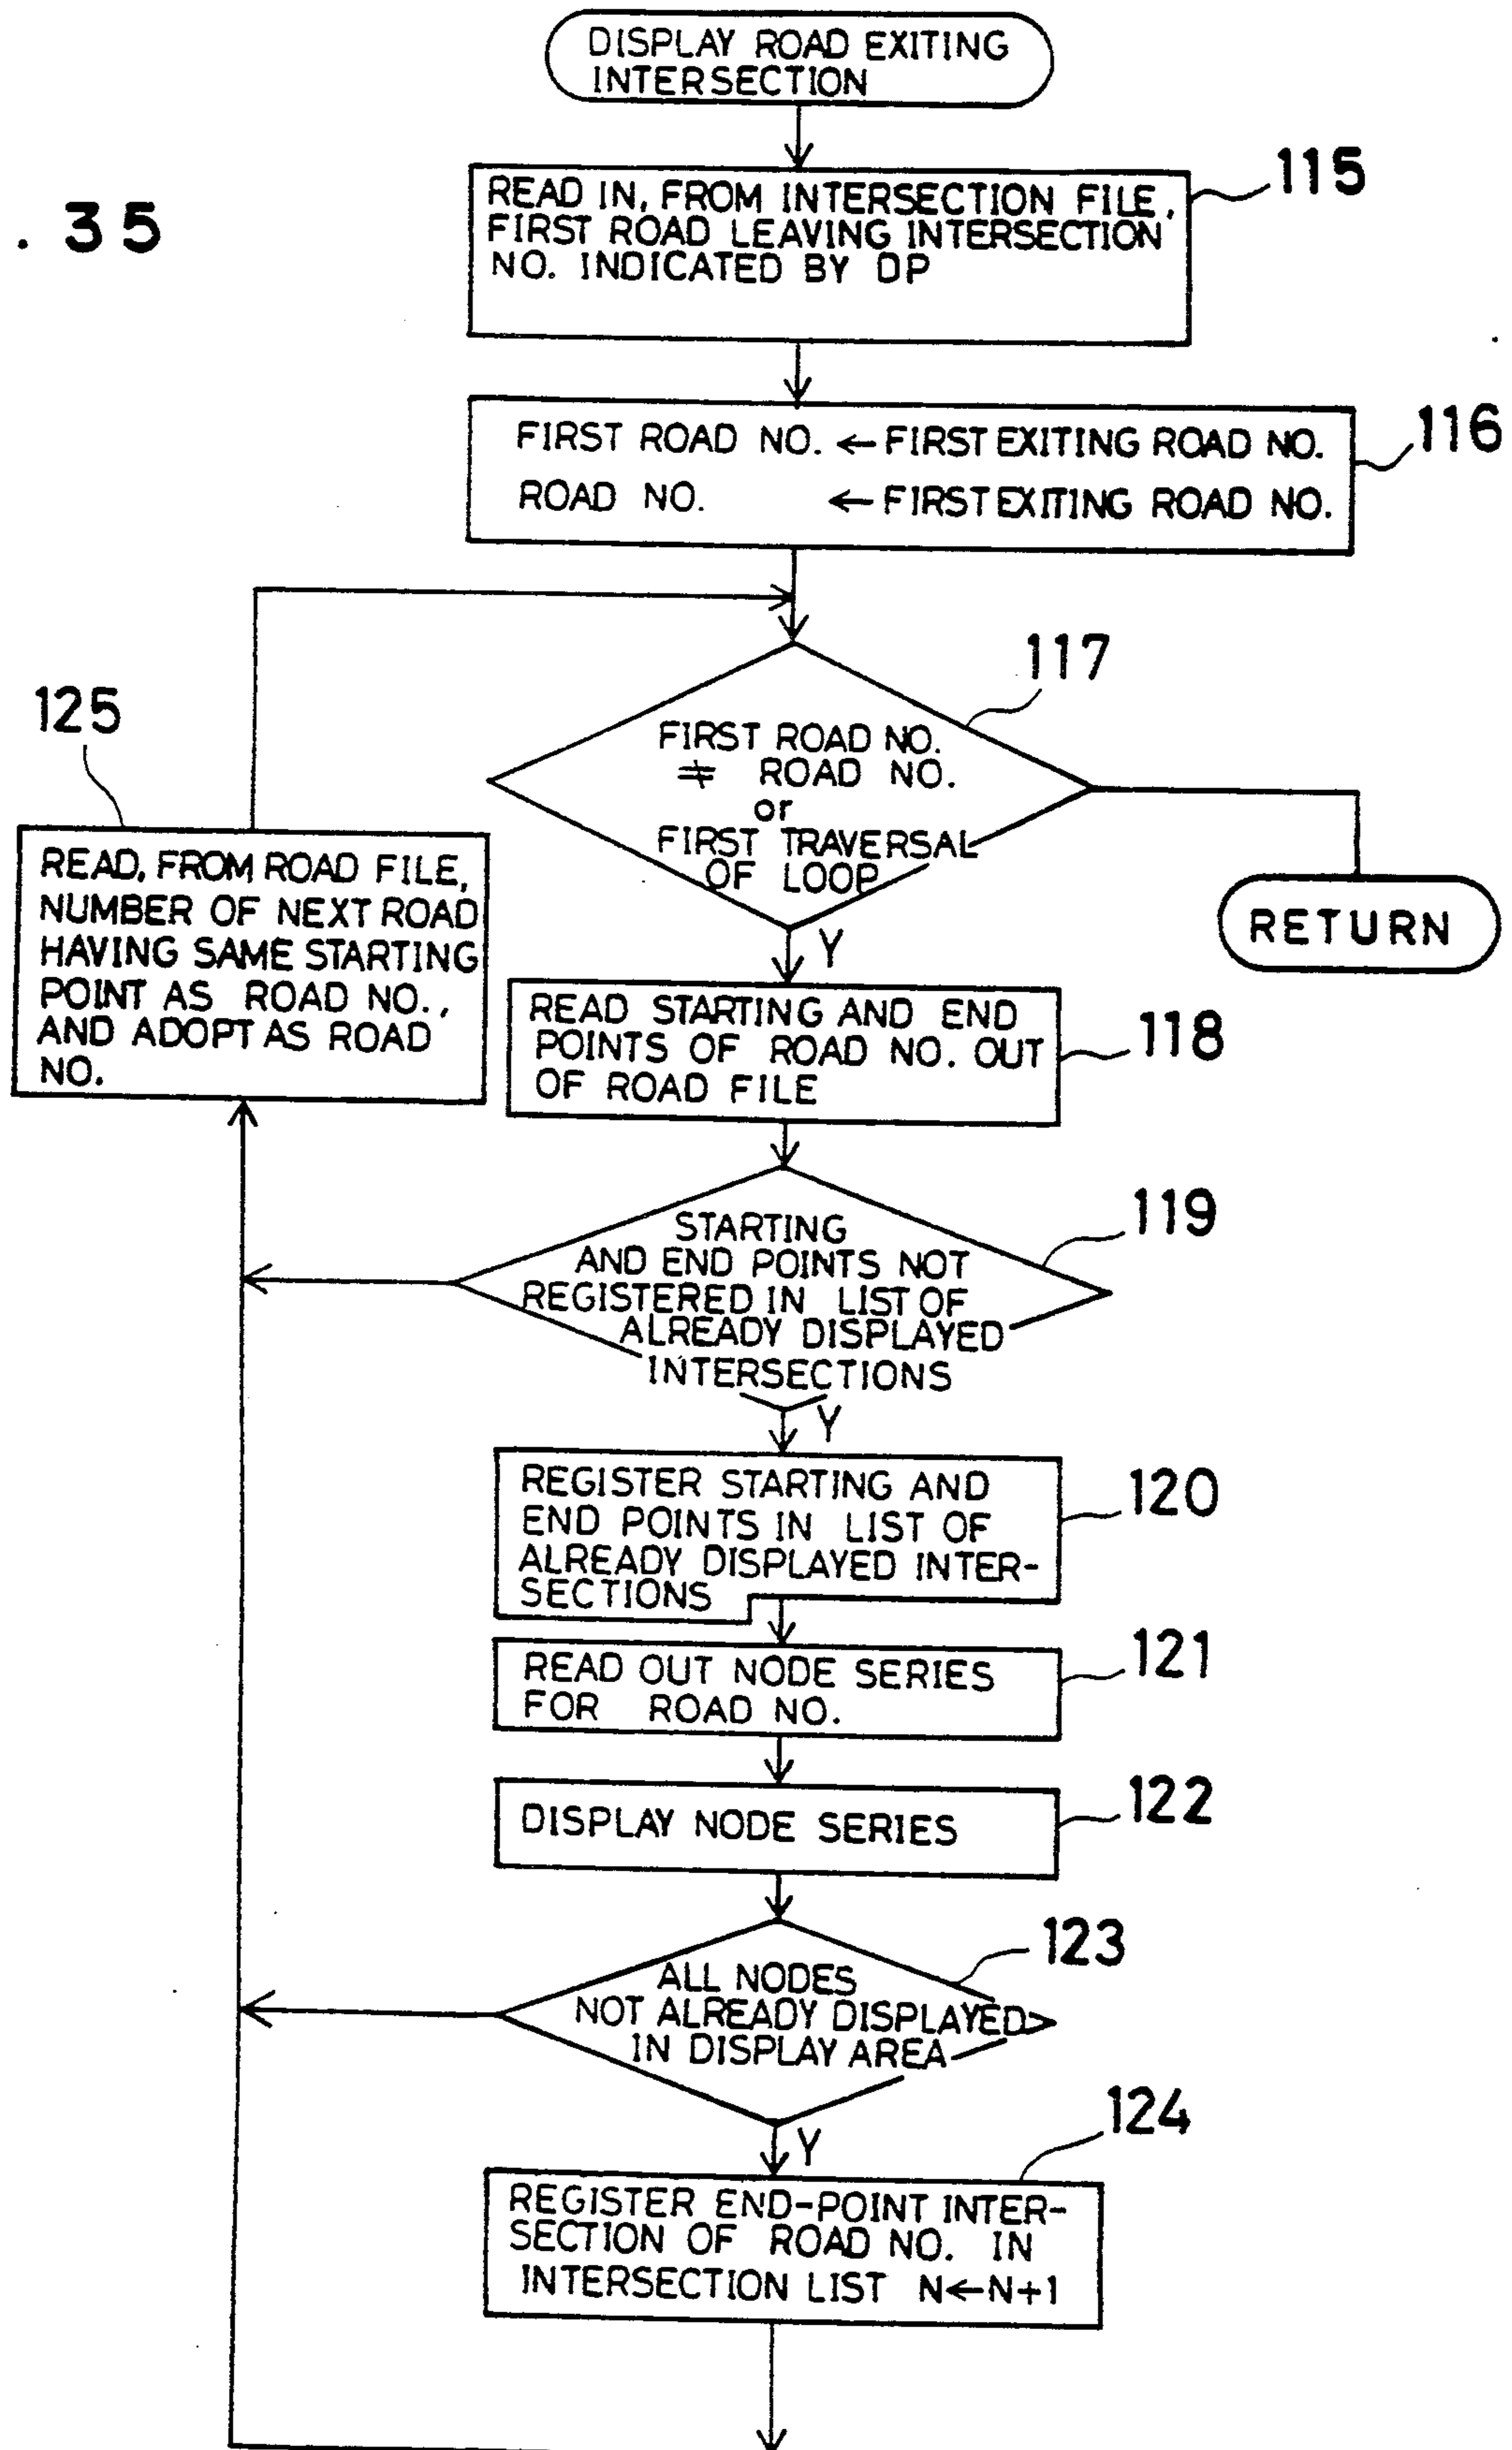 DISPLAY ROAD EXITING
INTERSECTION
. 35
READ IN, FROM INTERSECTION FILE,
FIRST ROAD LEAVING INTERSECTION
NO. INDICATED BY DP
115
FIRST ROAD NO. ← FIRST EXITING ROAD NO.
ROAD NO. ← FIRST EXITING ROAD NO.
116
117
FIRST ROAD NO.
≠ ROAD NO.
or
FIRST TRAVERSAL
OF LOOP
Y
RETURN
125
READ, FROM ROAD FILE,
NUMBER OF NEXT ROAD
HAVING SAME STARTING
POINT AS ROAD NO.,
AND ADOPT AS ROAD
NO.
READ STARTING AND END
POINTS OF ROAD NO. OUT
OF ROAD FILE
118
STARTING
AND END POINTS NOT
REGISTERED IN LIST OF
ALREADY DISPLAYED
INTERSECTIONS
119
Y
REGISTER STARTING AND
END POINTS IN LIST OF
ALREADY DISPLAYED INTER-
SECTIONS
120
READ OUT NODE SERIES
FOR ROAD NO.
121
DISPLAY NODE SERIES
122
ALL NODES
NOT ALREADY DISPLAYED
IN DISPLAY AREA
123
Y
124
REGISTER END-POINT INTER-
SECTION OF ROAD NO. IN
INTERSECTION LIST N←N+1